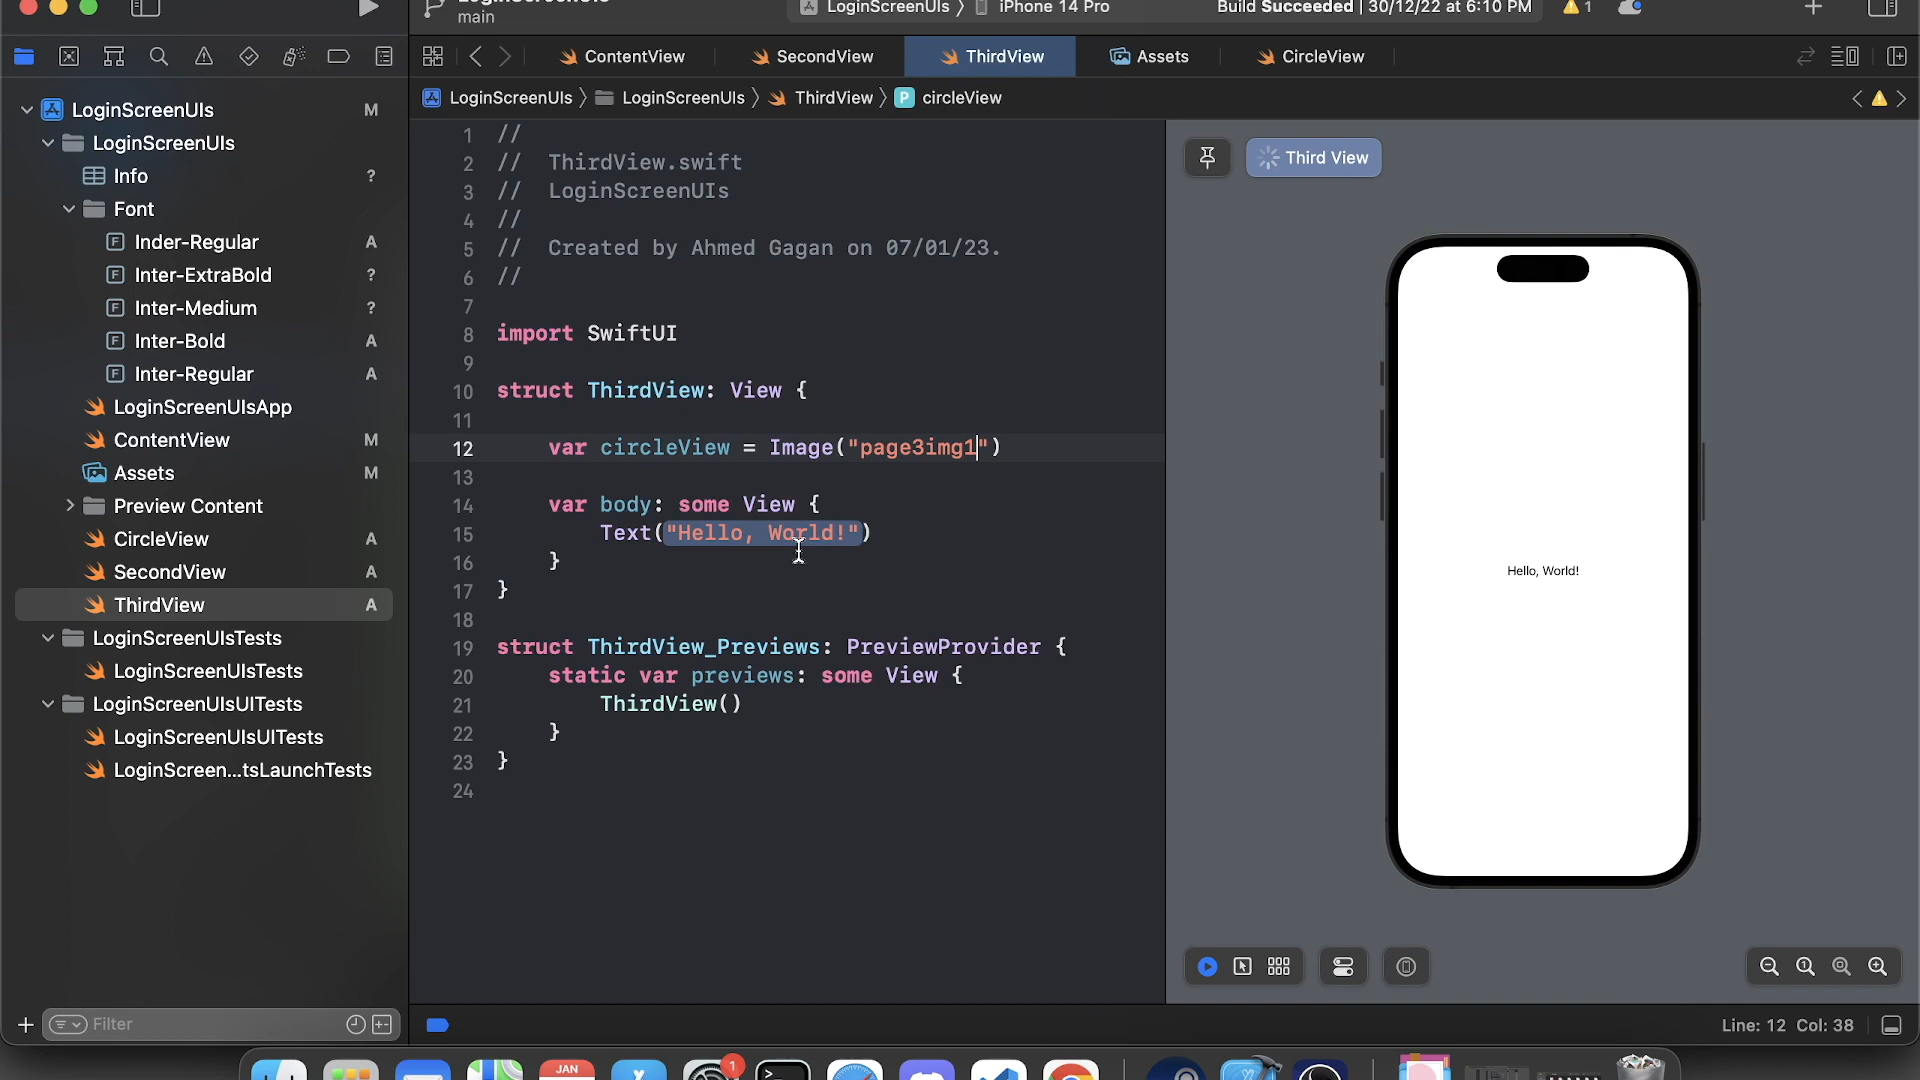 main
LoginScreenUIs
iPhone 14 Pro
Build Succeeded | 30/12/22 at 6:10 PM
1
ContentView
SecondView
ThirdView
Assets
CircleView
LoginScreenUIs
LoginScreenUIs
ThirdView
P circleView
LoginScreenUIs M
LoginScreenUIs
Info ?
Font
Inder-Regular A
Inter-ExtraBold ?
Inter-Medium ?
Inter-Bold A
Inter-Regular A
LoginScreenUIsApp
ContentView M
Assets M
Preview Content
CircleView A
SecondView A
ThirdView A
LoginScreenUIsTests
LoginScreenUIsTests
LoginScreenUIsUITests
LoginScreenUIsUITests
LoginScreen...tsLaunchTests
Filter
1 //
2 // ThirdView.swift
3 // LoginScreenUIs
4 //
5 // Created by Ahmed Gagan on 07/01/23.
6 //
7
8 import SwiftUI
9
10 struct ThirdView: View {
11
12 var circleView = Image("page3img1")
13
14 var body: some View {
15 Text("Hello, World!")
16 }
17 }
18
19 struct ThirdView_Previews: PreviewProvider {
20 static var previews: some View {
21 ThirdView()
22 }
23 }
24
Third View
Hello, World!
Line: 12 Col: 38
JAN
1